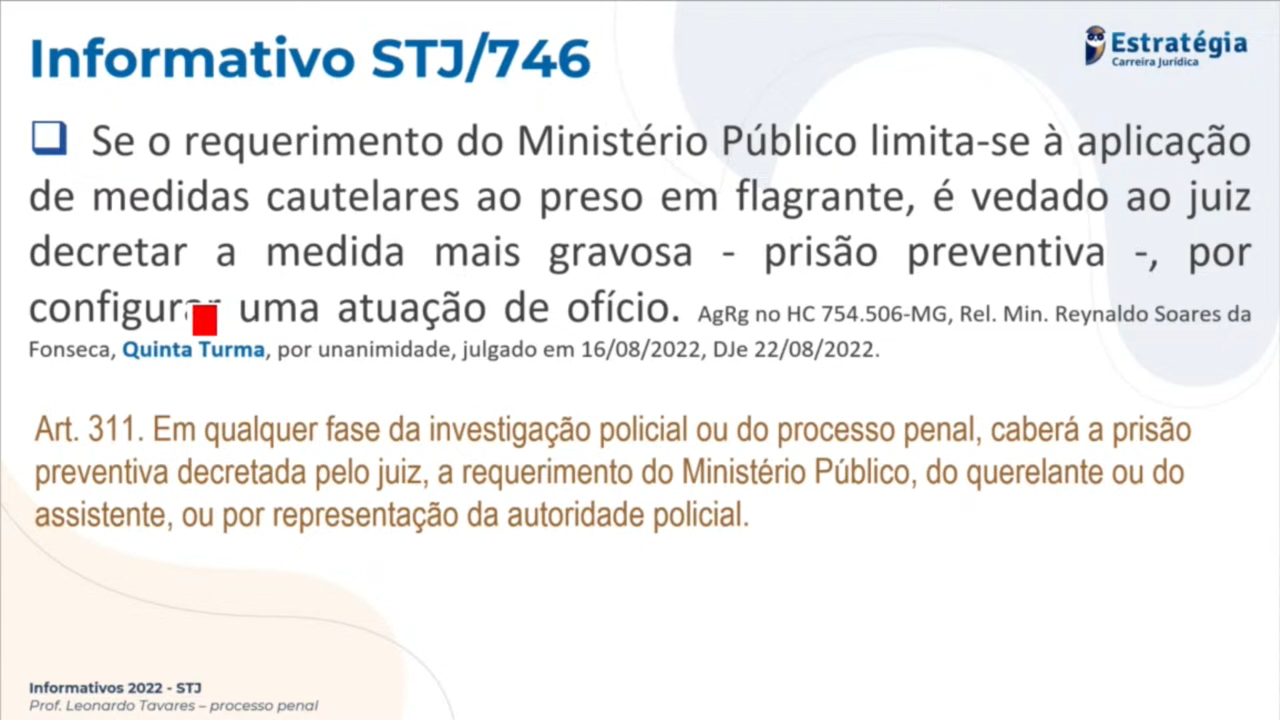 Informativo STJ/746
Estratégia
Carreira Jurídica
Se o requerimento do Ministério Público limita-se à aplicação
de medidas cautelares ao preso em flagrante, é vedado ao juiz
decretar a medida mais gravosa - prisão preventiva -, por
configurar uma atuação de ofício. AgRg no HC 754.506-MG, Rel. Min. Reynaldo Soares da
Fonseca, Quinta Turma, por unanimidade, julgado em 16/08/2022, DJe 22/08/2022.
Art. 311. Em qualquer fase da investigação policial ou do processo penal, caberá a prisão
preventiva decretada pelo juiz, a requerimento do Ministério Público, do querelante ou do
assistente, ou por representação da autoridade policial.
Informativos 2022 - STJ
Prof. Leonardo Tavares – processo penal